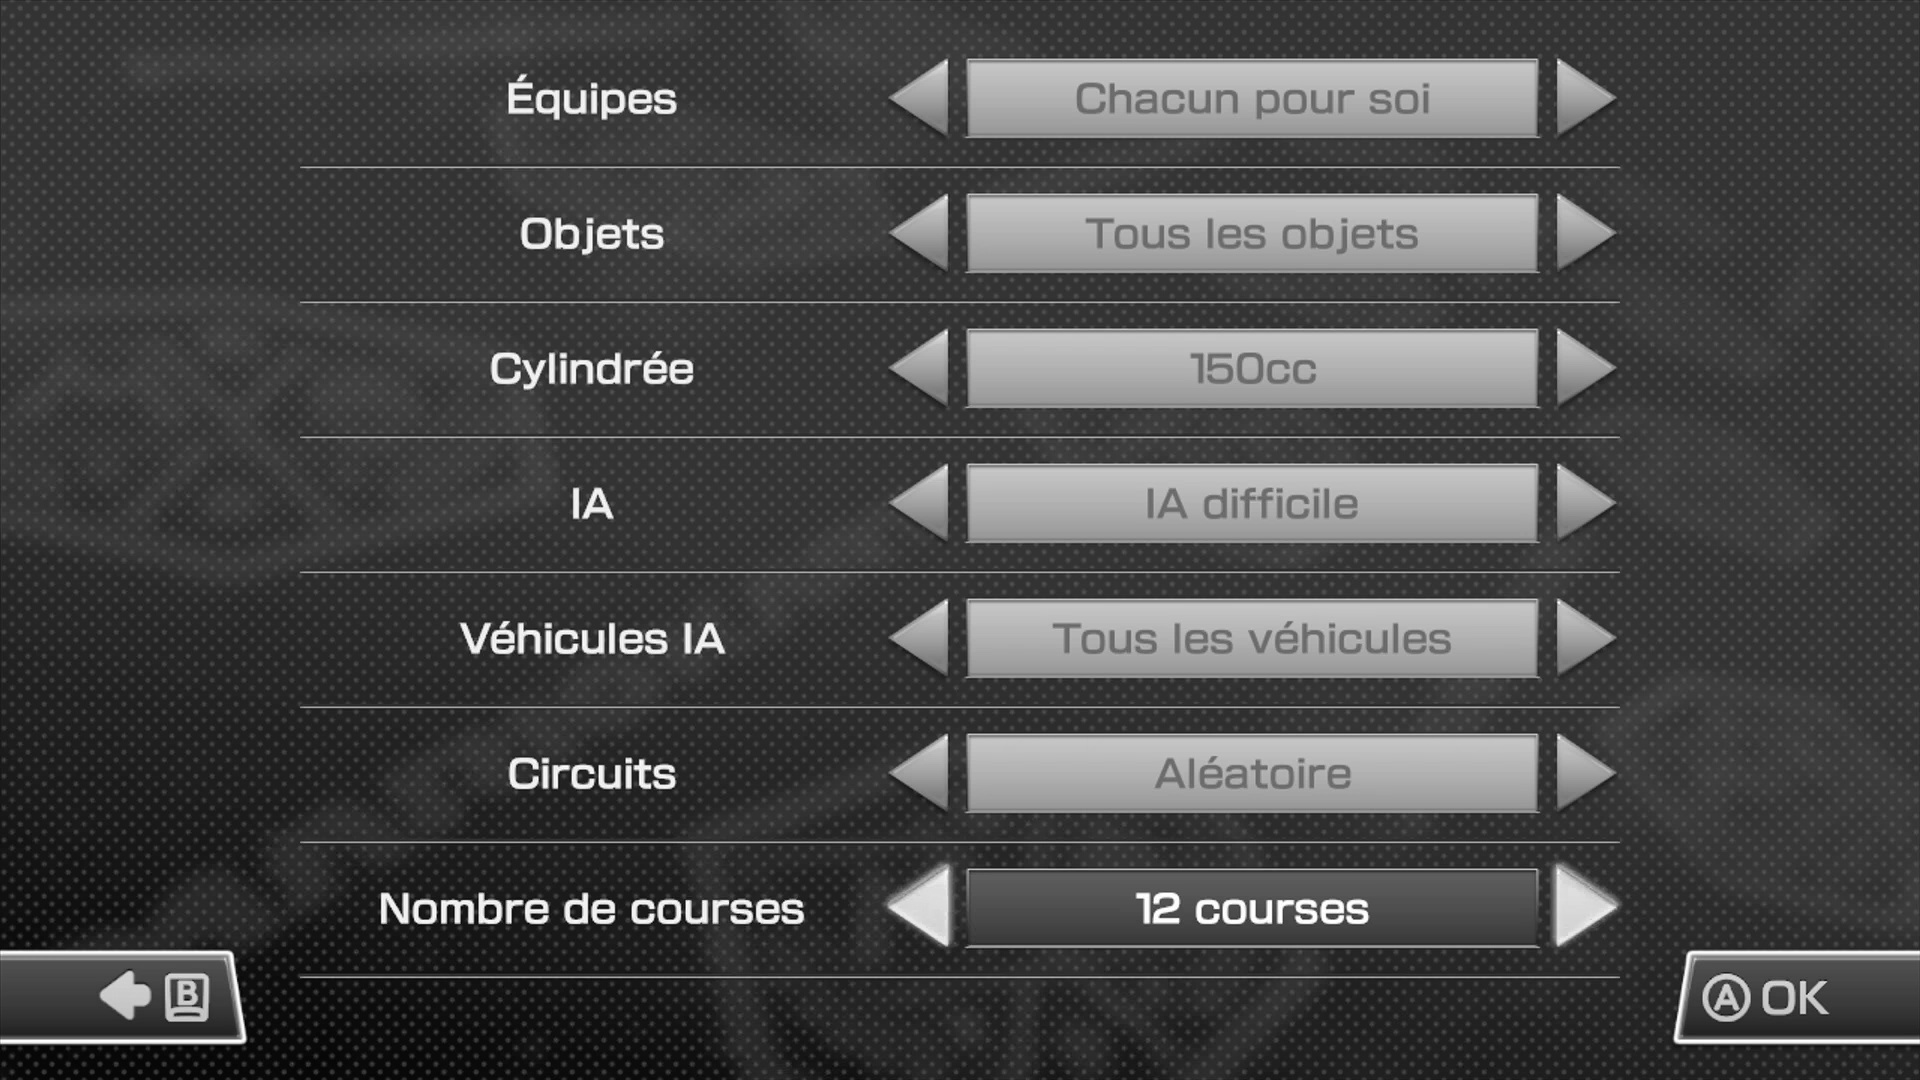 Équipes Chacun pour soi
Objets Tous les objets
Cylindrée 150cc
IA IA difficile
Véhicules IA Tous les véhicules
Circuits Aléatoire
Nombre de courses 12 courses
B
A OK